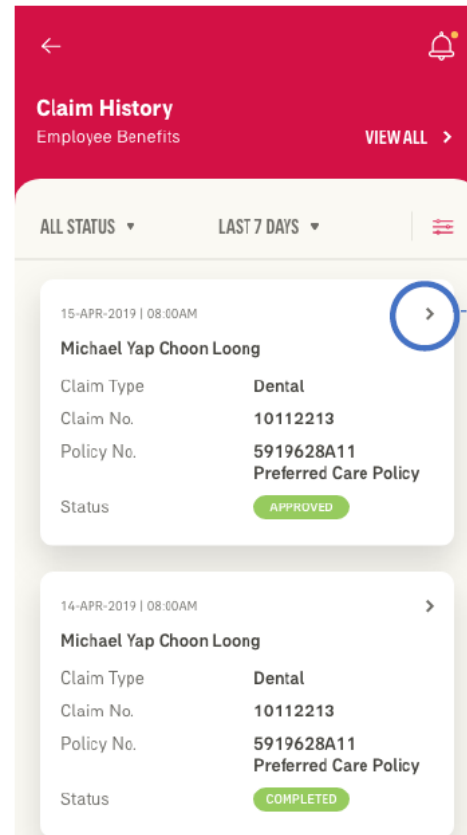 Claim History
Employee Benefits
VIEW ALL >
ALL STATUS ▼ LAST 7 DAYS ▼
15-APR-2019 | 08:00AM
Michael Yap Choon Loong
Claim Type Dental
Claim No. 10112213
Policy No. 5919628A11
Preferred Care Policy
Status APPROVED
14-APR-2019 | 08:00AM
Michael Yap Choon Loong
Claim Type Dental
Claim No. 10112213
Policy No. 5919628A11
Preferred Care Policy
Status COMPLETED